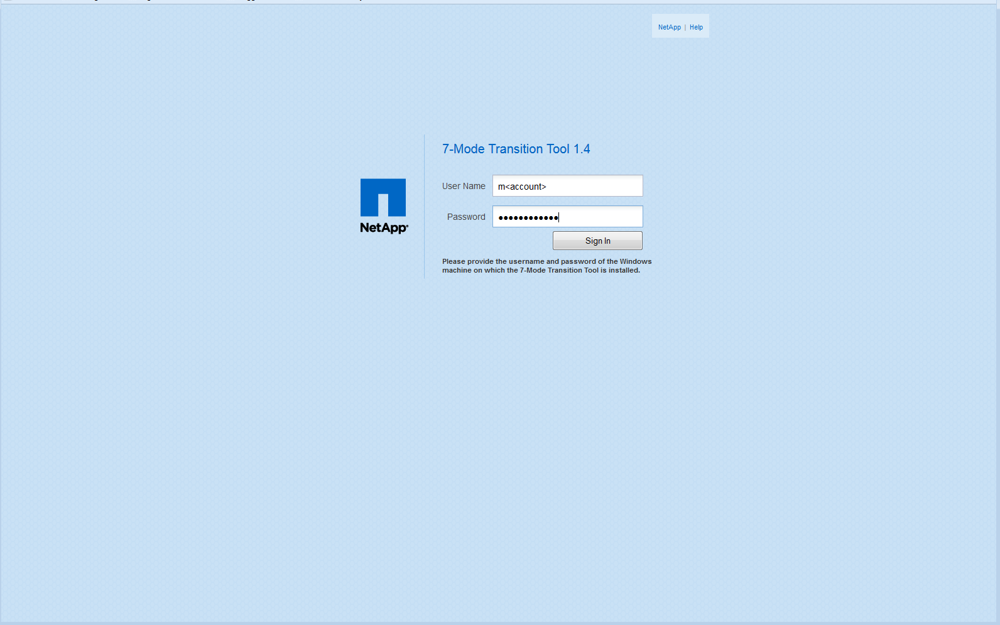 NetApp | Help
7-Mode Transition Tool 1.4
User Name m<account>
NetApp
Password ●●●●●●●●●●●●
Sign In
Please provide the username and password of the Windows
machine on which the 7-Mode Transition Tool is installed.